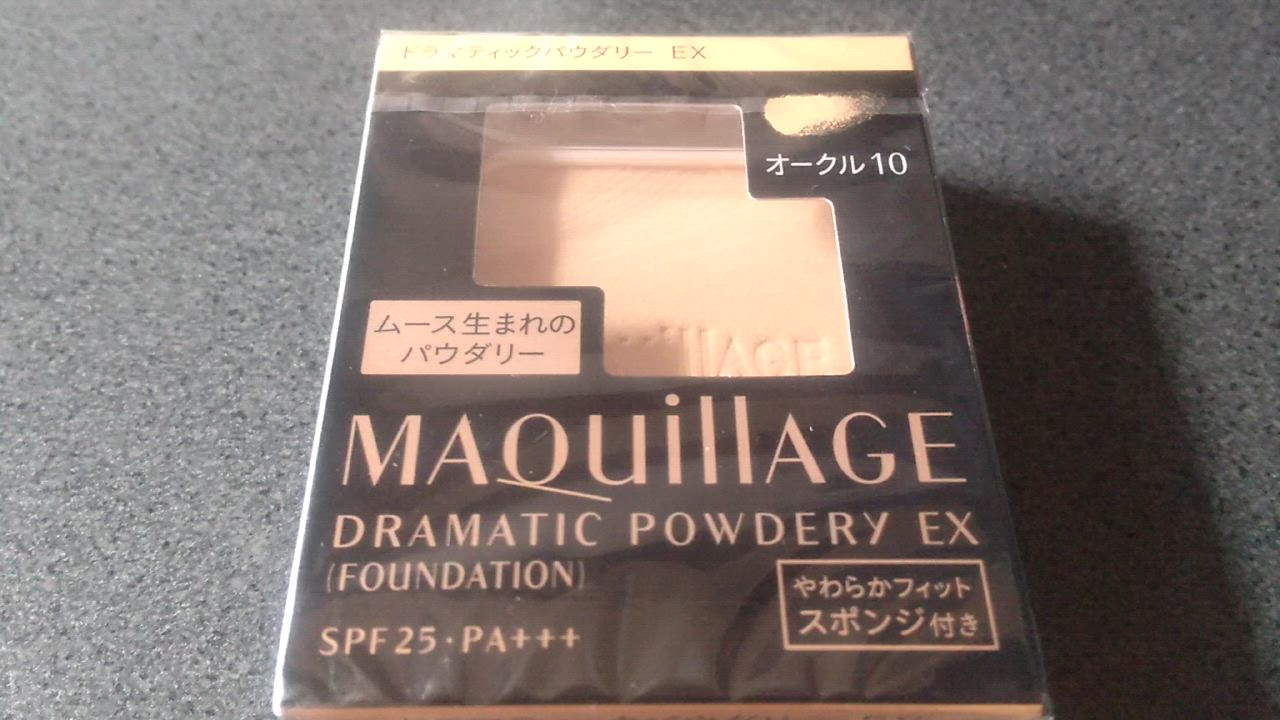 ドラマティックパウダリー EX
オークル10
ムース生まれの
パウダリー
MAQuillAGE
DRAMATIC POWDERY EX
(FOUNDATION)
やわらかフィット
スポンジ付き
SPF25・PA+++